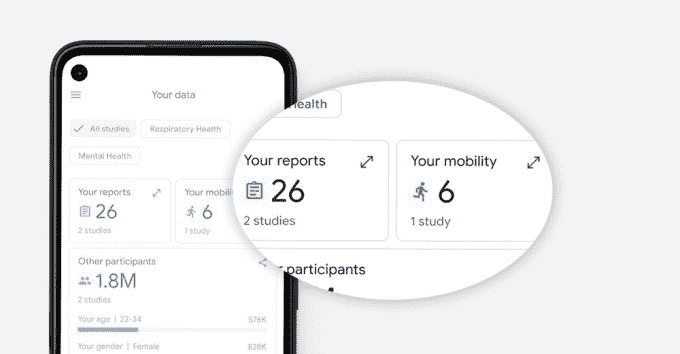 Your data
All studies
Respiratory Health
Mental Health
Your reports
26
2 studies
Your mobili
6
1 study
Other participants
1.8M
2 studies
Your age | 22-34
576K
Your gender | Female
828K
Health
Your reports
26
2 studies
Your mobility
6
1 study
participants